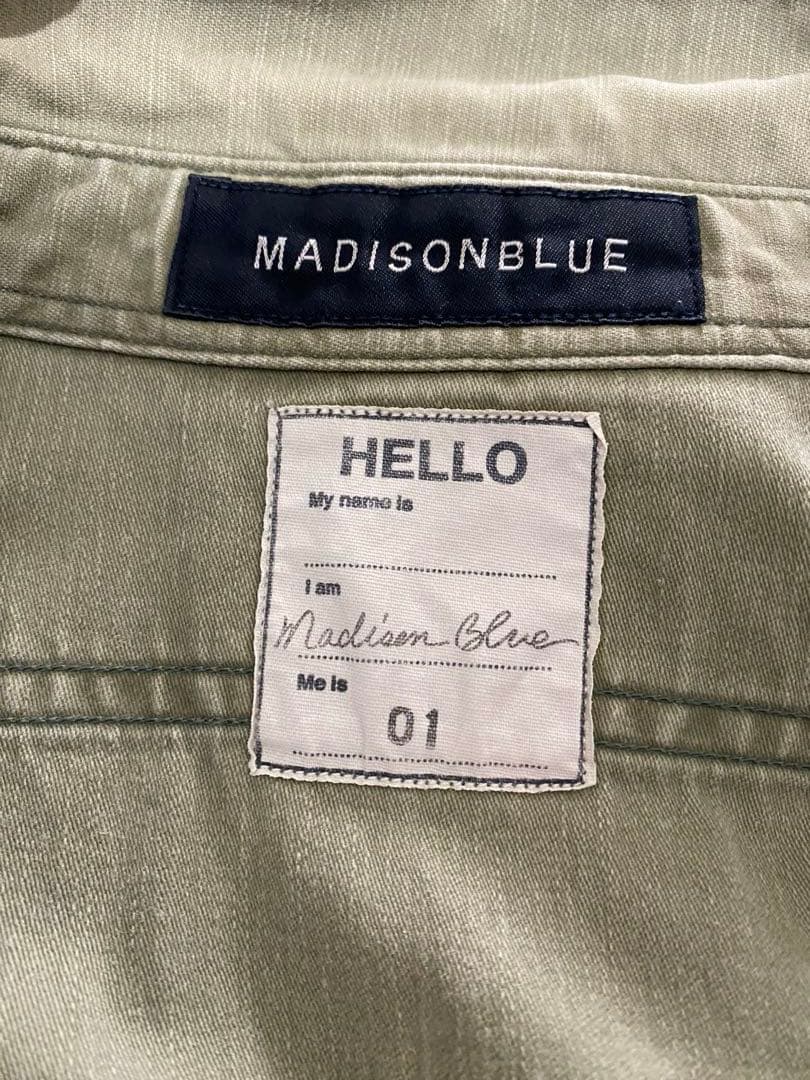 MADISONBLUE
HELLO
My name is
I am
Madison Blue
Me is
01